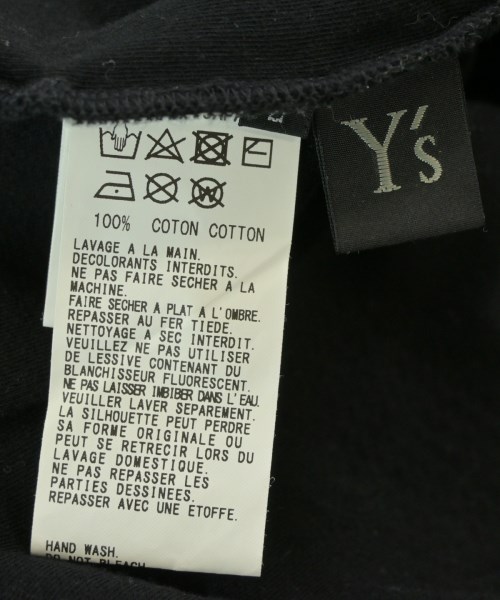 Y's
100% COTON COTTON
LAVAGE A LA MAIN.
DECOLORANTS INTERDITS.
NE PAS FAIRE SECHER A LA
MACHINE.
FAIRE SECHER A PLAT A L'OMBRE.
REPASSER AU FER TIEDE.
NETTOYAGE A SEC INTERDIT.
VEUILLEZ NE PAS UTILISER
DE LESSIVE CONTENANT DU
BLANCHISSEUR FLUORESCENT.
NE PAS LAISSER IMBIBER DANS L'EAU.
VEUILLER LAVER SEPAREMENT.
LA SILHOUETTE PEUT PERDRE
SA FORME ORIGINALE OU
PEUT SE RETRECIR LORS DU
LAVAGE DOMESTIQUE.
NE PAS REPASSER LES
PARTIES DESSINEES.
REPASSER AVEC UNE ETOFFE.
HAND WASH.
DO NOT BLEACH